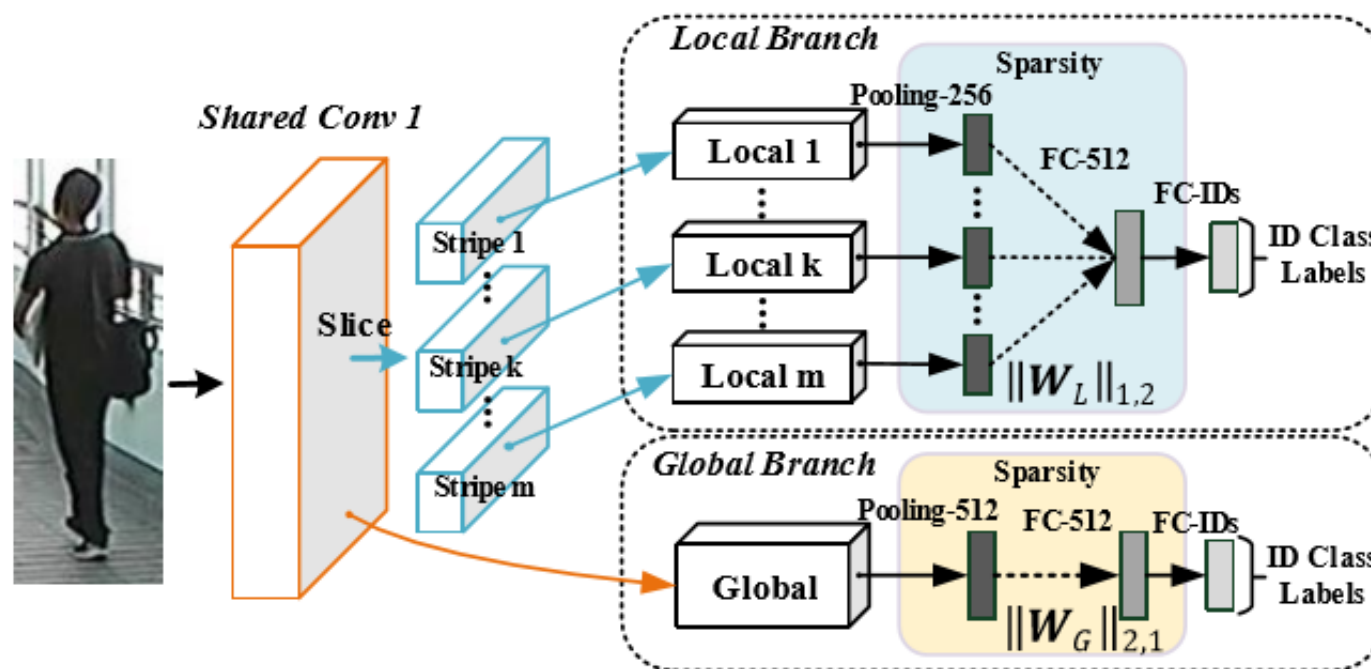 Local Branch
Sparsity
Pooling-256
Shared Conv 1
Local 1
FC-512
FC-IDs
Stripe 1
Local k
ID Class
Labels
Slice
Stripe k
Local m
||W_L||_{1,2}
Global Branch
Sparsity
Stripe m
Pooling-512
FC-512
FC-IDs
Global
ID Class
Labels
||W_G||_{2,1}